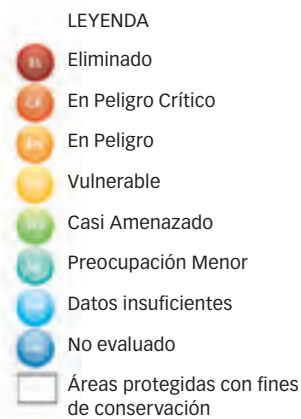 LEYENDA
Eliminado
En Peligro Crítico
En Peligro
Vulnerable
Casi Amenazado
Preocupación Menor
Datos insuficientes
No evaluado
Áreas protegidas con fines
de conservación